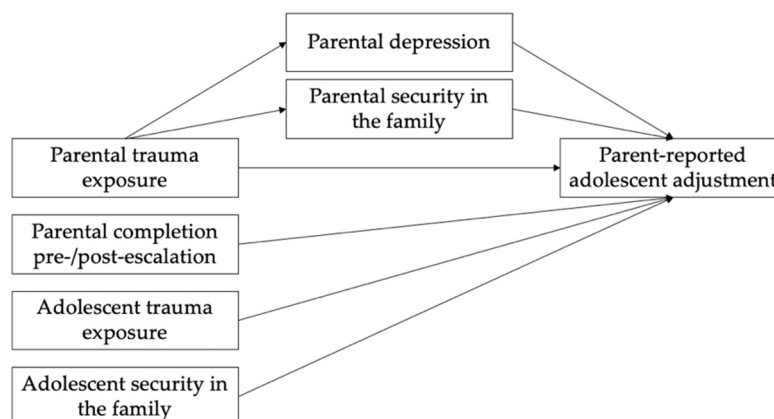 Parental depression
Parental security in
the family
Parental trauma
exposure
Parent-reported
adolescent adjustment
Parental completion
pre-/post-escalation
Adolescent trauma
exposure
Adolescent security in
the family